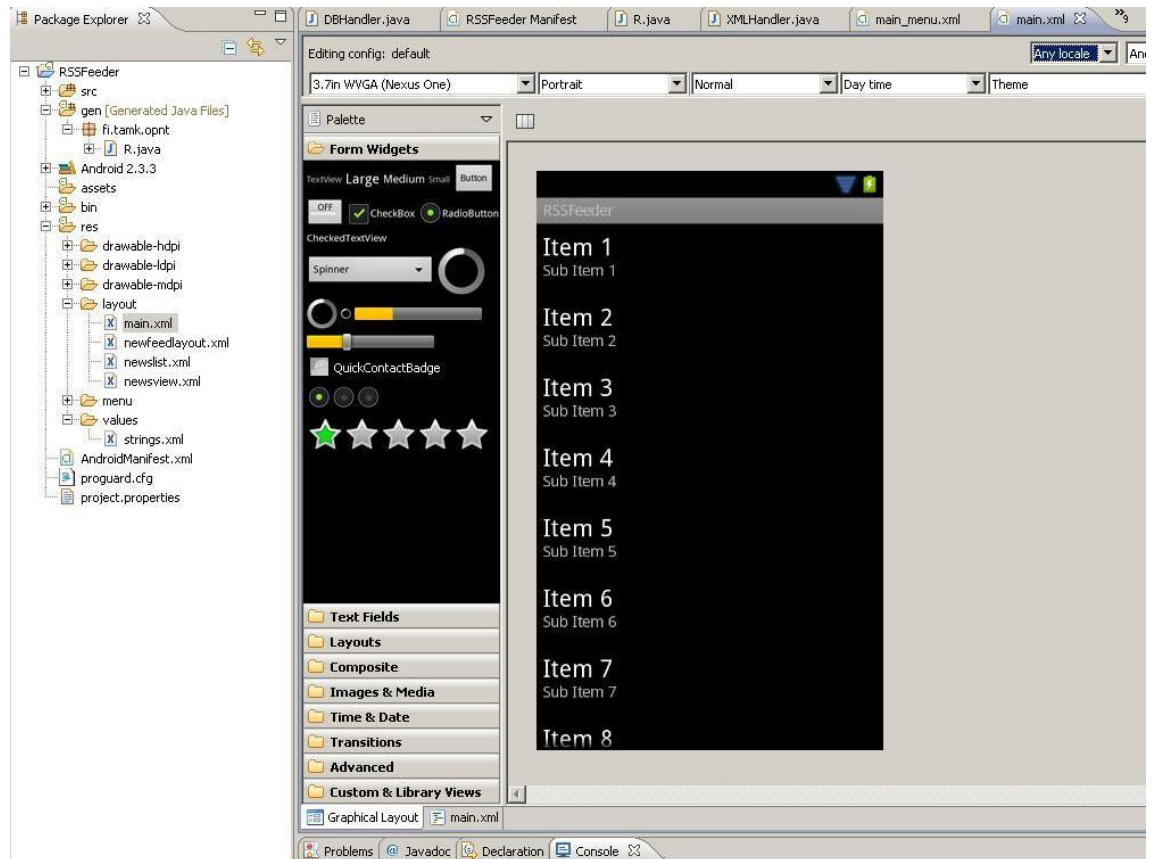 Package Explorer
DBHandler.java
RSSFeeder Manifest
R.java
XMLHandler.java
main_menu.xml
main.xml
9
Editing config: default
Any locale
And
3.7in WVGA (Nexus One)
Portrait
Normal
Day time
Theme
RSSFeeder
src
gen [Generated Java Files]
fi.tamk.opnt
R.java
Android 2.3.3
assets
bin
res
drawable-hdpi
drawable-ldpi
drawable-mdpi
layout
main.xml
newfeedlayout.xml
newslist.xml
newsview.xml
menu
values
strings.xml
AndroidManifest.xml
proguard.cfg
project.properties
Palette
Form Widgets
TextView Large Medium Small Button
OFF CheckBox RadioButton
CheckedTextView
Spinner
QuickContactBadge
Text Fields
Layouts
Composite
Images & Media
Time & Date
Transitions
Advanced
Custom & Library Views
RSSFeeder
Item 1
Sub Item 1
Item 2
Sub Item 2
Item 3
Sub Item 3
Item 4
Sub Item 4
Item 5
Sub Item 5
Item 6
Sub Item 6
Item 7
Sub Item 7
Item 8
Graphical Layout
main.xml
Problems
Javadoc
Declaration
Console